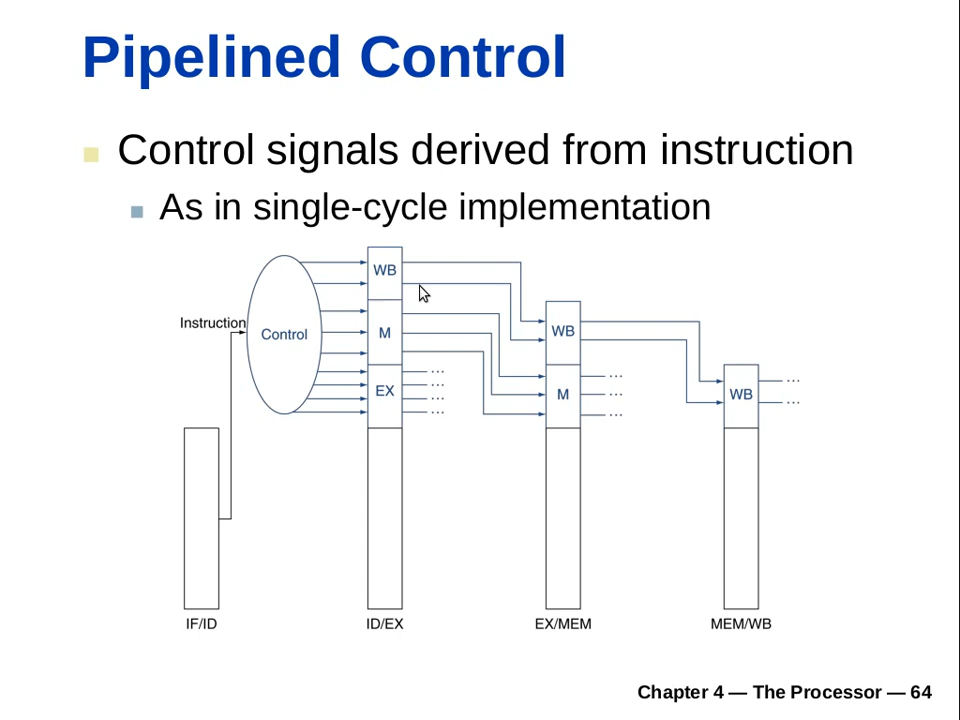 Pipelined Control
Control signals derived from instruction
As in single-cycle implementation
WB
Instruction
Control
M
WB
EX
...
...
...
...
M
...
...
...
WB
...
...
IF/ID
ID/EX
EX/MEM
MEM/WB
Chapter 4 — The Processor — 64